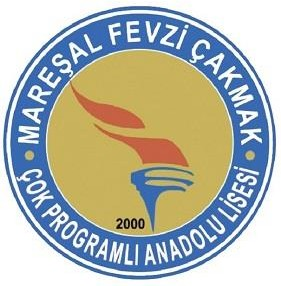 MAREŞAL FEVZİ ÇAKMAK
2000
ÇOK PROGRAMLI ANADOLU LİSESİ